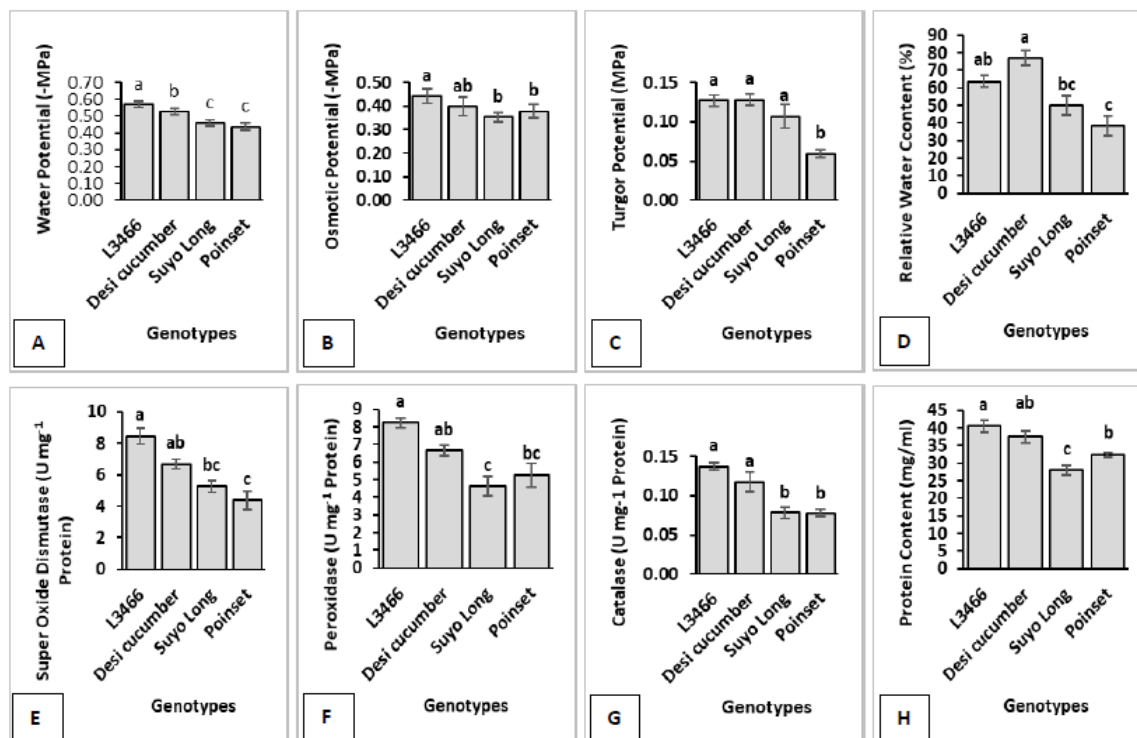 Water Potential (-MPa)
0.70
0.60
0.50
0.40
0.30
0.20
0.10
0.00
a
b
c
c
L3466
Desi cucumber
Suyo Long
Poinset
Genotypes
A
Osmotic Potential (-MPa)
0.50
0.40
0.30
0.20
0.10
0.00
a
ab
b
b
L3466
Desi cucumber
Suyo Long
Poinset
Genotypes
B
Turgor Potential (MPa)
0.15
0.10
0.05
0.00
a
a
a
b
L3466
Desi cucumber
Suyo Long
Poinset
Genotypes
C
Relative Water Ccontent (%)
90
80
70
60
50
40
30
20
10
0
ab
a
bc
c
L3466
Desi cucumber
Suyo Long
Poinset
Genotypes
D
Super Oxide Dismutase (U mg-1
Protein)
10
8
6
4
2
0
a
ab
bc
c
L3466
Desi cucumber
Suyo Long
Poinset
Genotypes
E
Peroxidase (U mg-1 Protein)
9
8
7
6
5
4
3
2
1
0
a
ab
c
bc
L3466
Desi cucumber
Suyo Long
Poinset
Genotypes
F
Catalase (U mg-1 Protein)
0.15
0.10
0.05
0.00
a
a
b
b
L3466
Desi cucumber
Suyo Long
Poinset
Genotypes
G
Protein Content (mg/ml)
45
40
35
30
25
20
15
10
5
0
a
ab
c
b
L3466
Desi cucumber
Suyo Long
Poinset
Genotypes
H